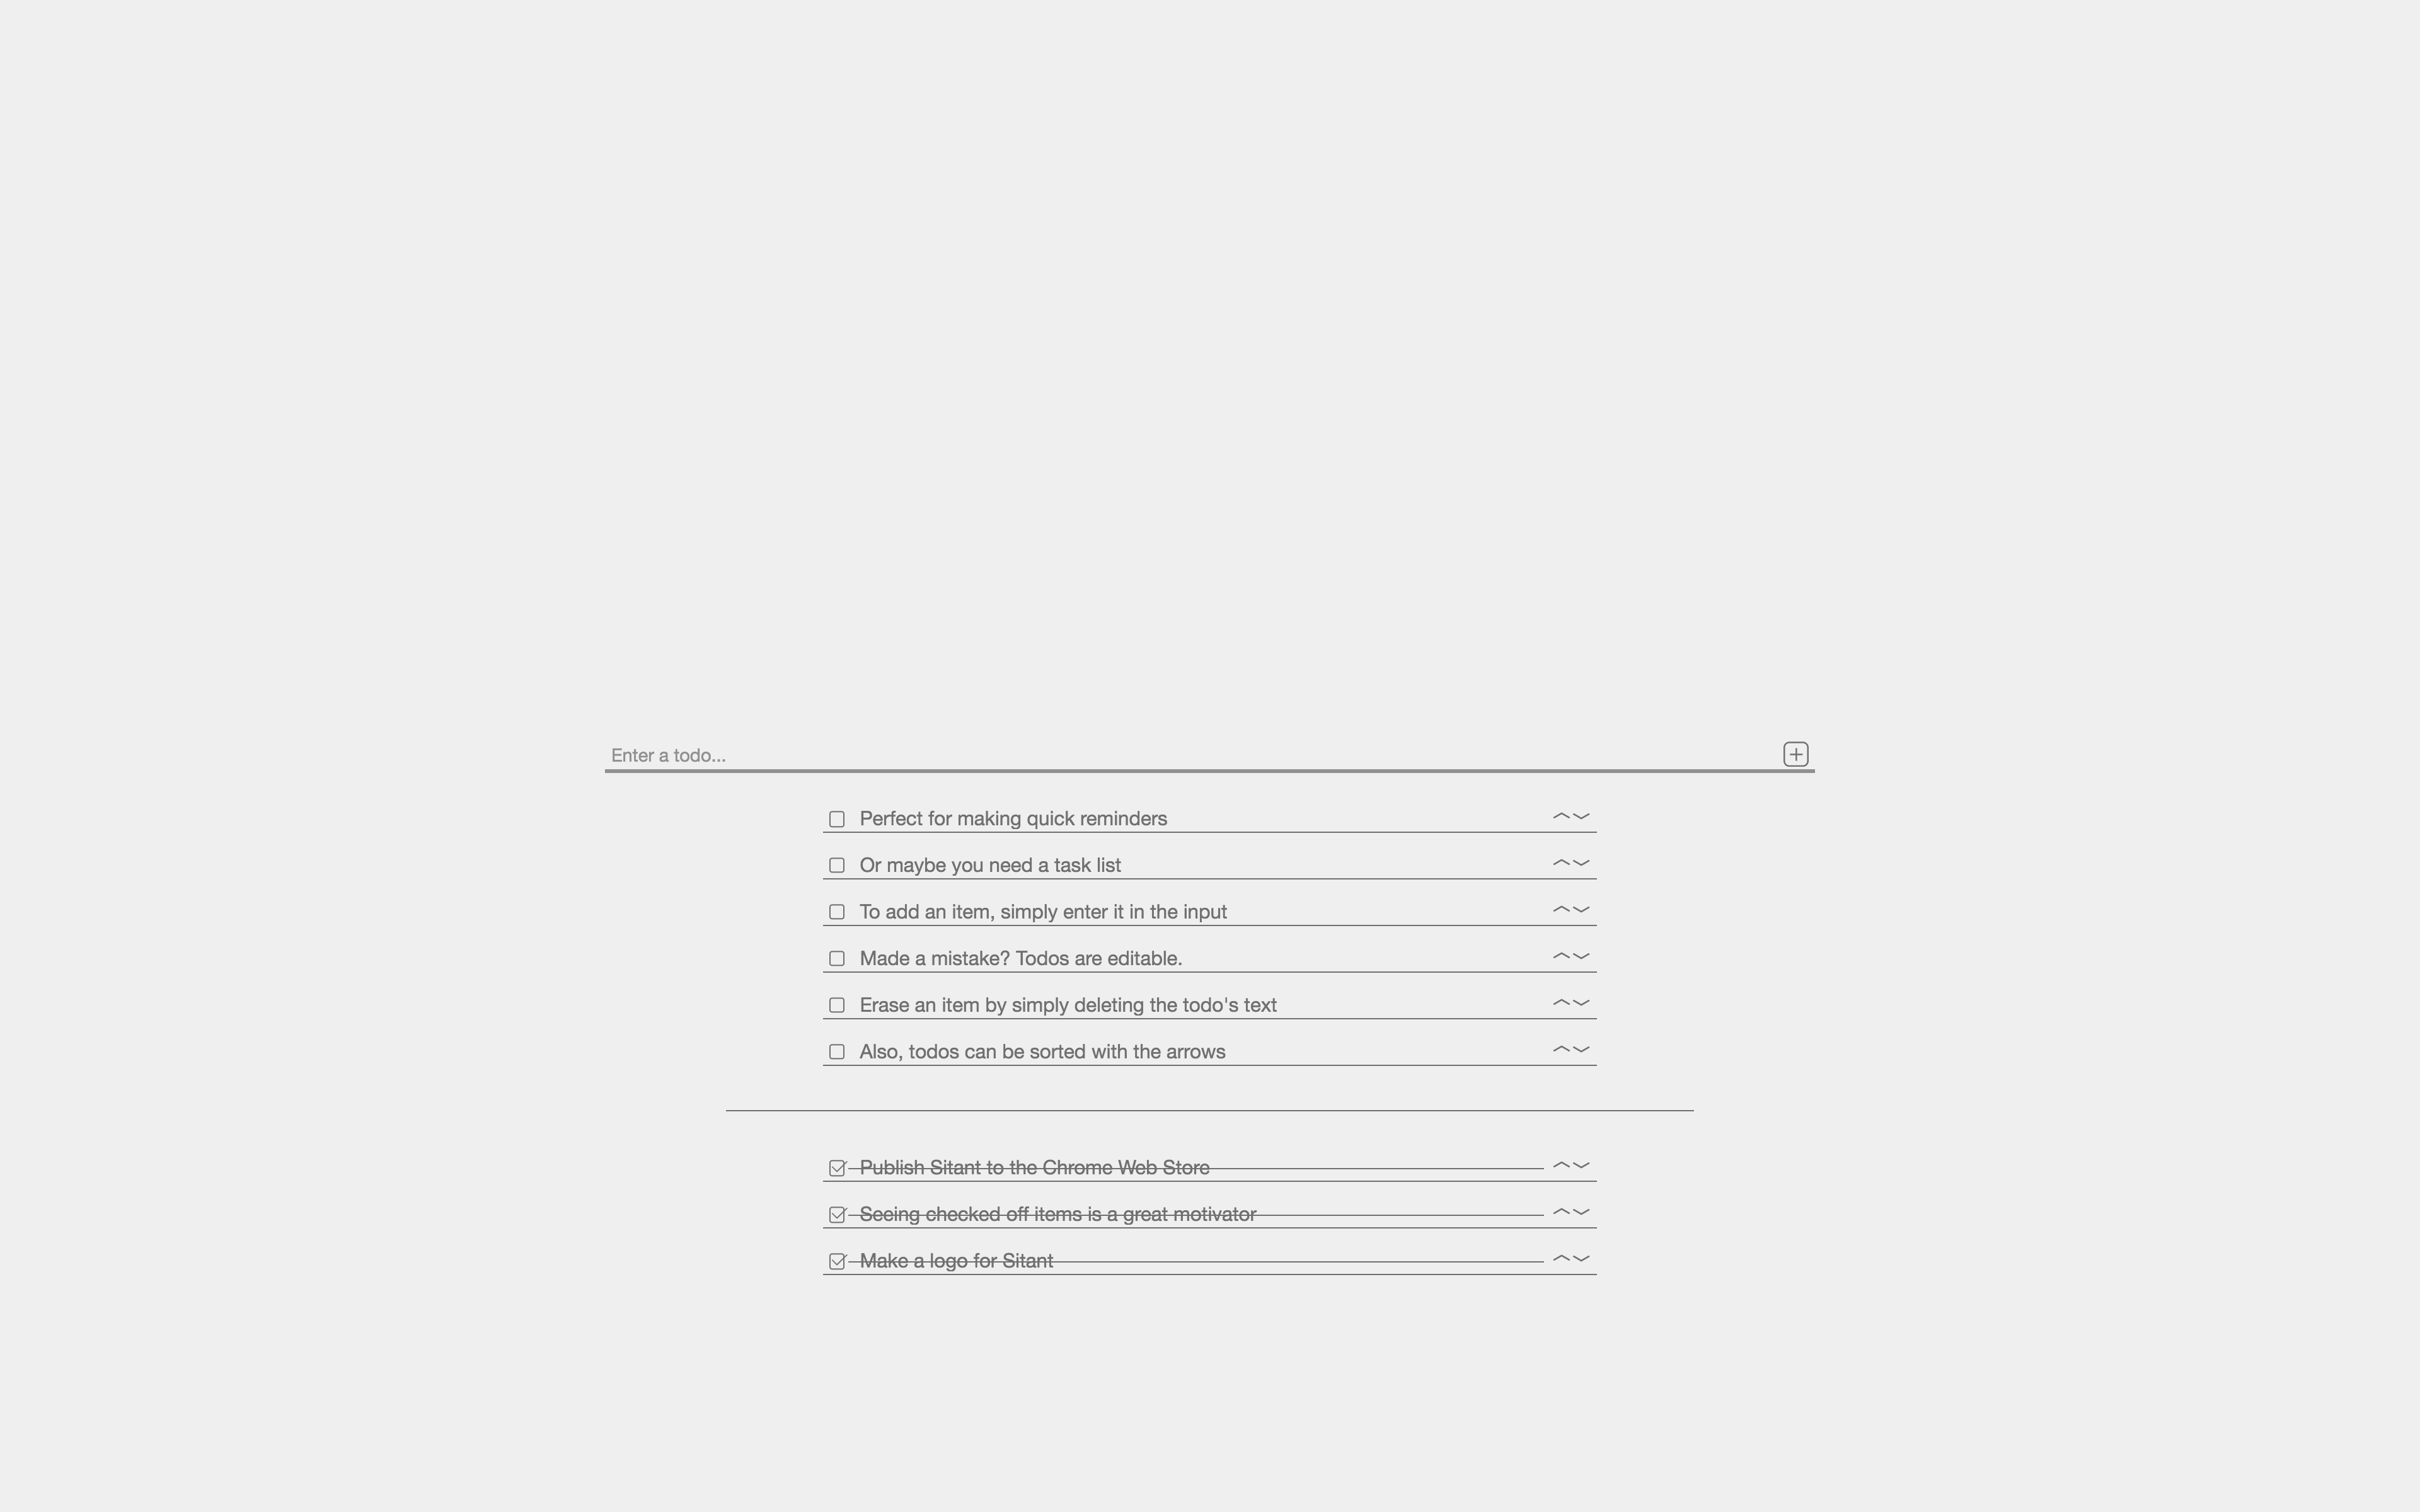 Enter a todo...
Perfect for making quick reminders
Or maybe you need a task list
To add an item, simply enter it in the input
Made a mistake? Todos are editable.
Erase an item by simply deleting the todo's text
Also, todos can be sorted with the arrows
Publish Sitant to the Chrome Web Store
Seeing checked off items is a great motivator
Make a logo for Sitant